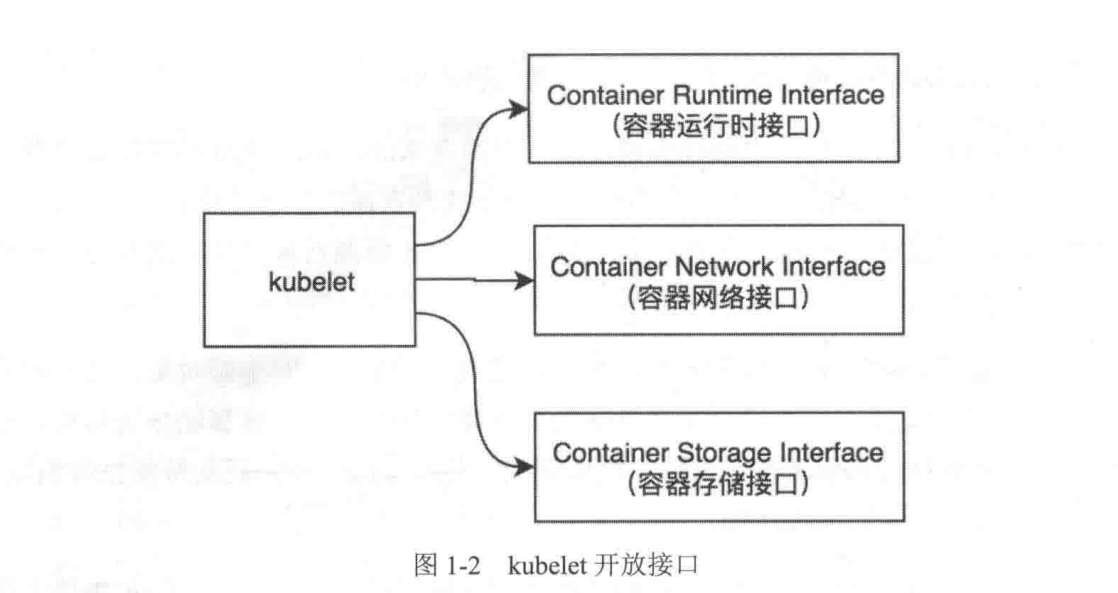 Container Runtime Interface
（容器运行时接口）
kubelet
Container Network Interface
（容器网络接口）
Container Storage Interface
（容器存储接口）
图 1-2 kubelet 开放接口